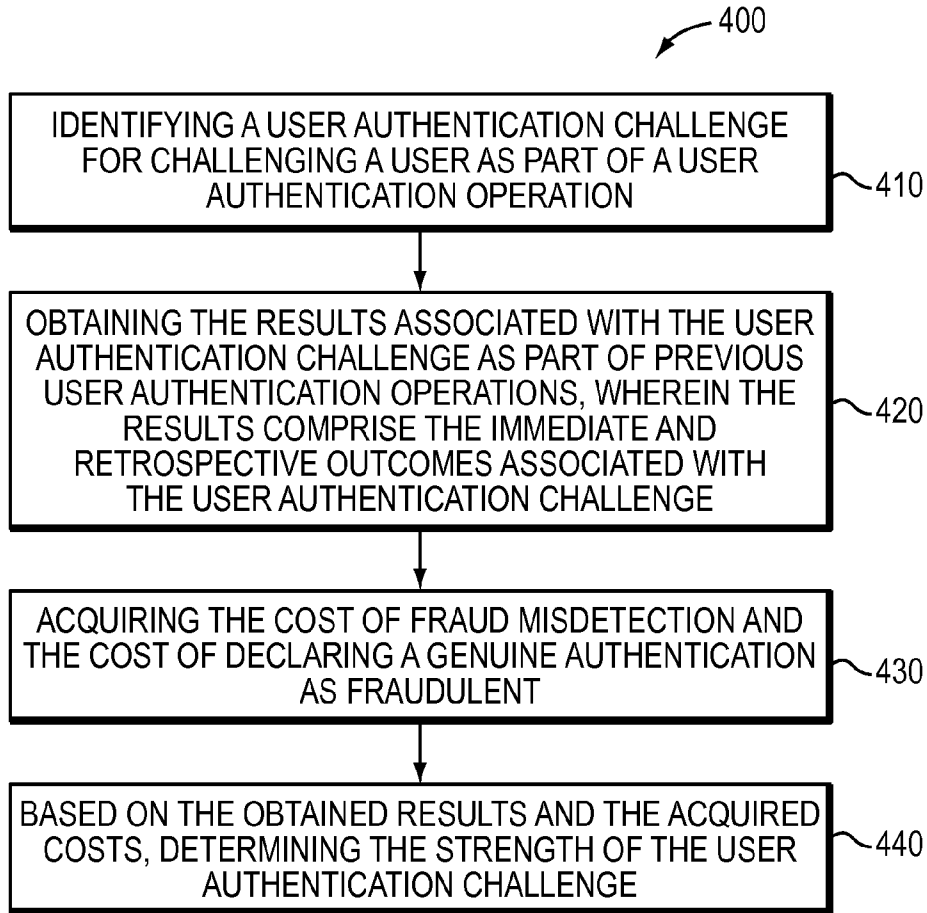 400
IDENTIFYING A USER AUTHENTICATION CHALLENGE
FOR CHALLENGING A USER AS PART OF A USER
AUTHENTICATION OPERATION
410
OBTAINING THE RESULTS ASSOCIATED WITH THE USER
AUTHENTICATION CHALLENGE AS PART OF PREVIOUS
USER AUTHENTICATION OPERATIONS, WHEREIN THE
RESULTS COMPRISE THE IMMEDIATE AND
RETROSPECTIVE OUTCOMES ASSOCIATED WITH
THE USER AUTHENTICATION CHALLENGE
420
ACQUIRING THE COST OF FRAUD MISDETECTION AND
THE COST OF DECLARING A GENUINE AUTHENTICATION
AS FRAUDULENT
430
BASED ON THE OBTAINED RESULTS AND THE ACQUIRED
COSTS, DETERMINING THE STRENGTH OF THE USER
AUTHENTICATION CHALLENGE
440